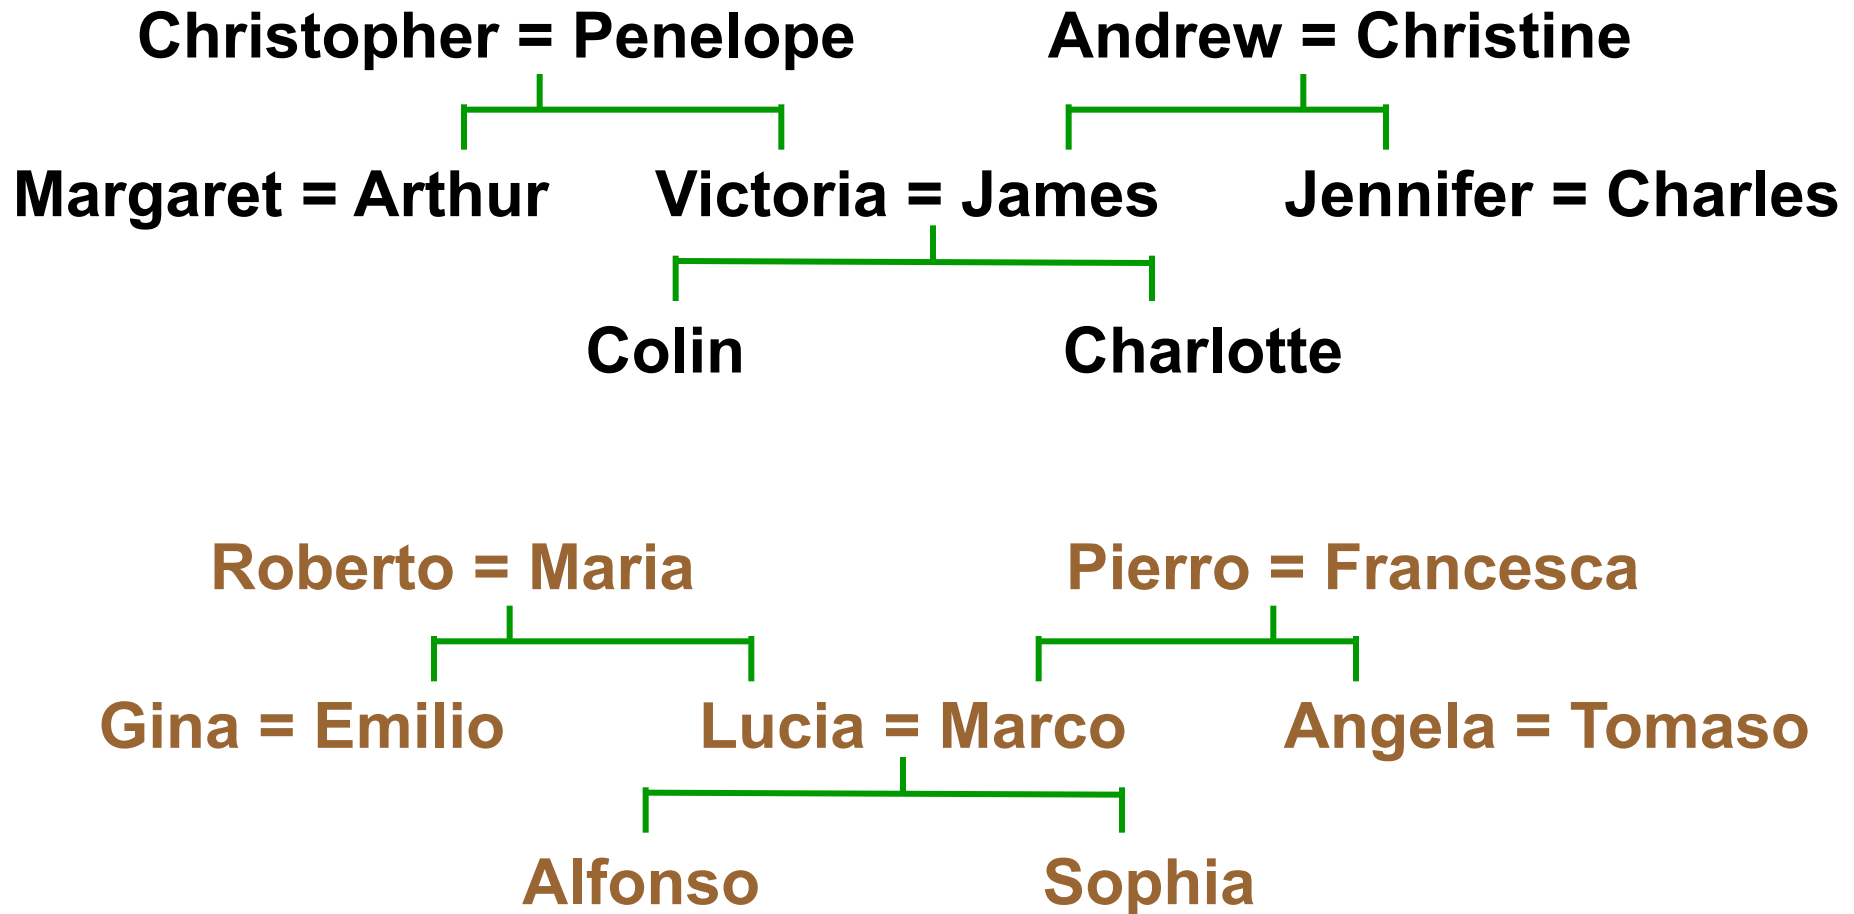 Christopher = Penelope Andrew = Christine
Margaret = Arthur Victoria = James Jennifer = Charles
Colin Charlotte
Roberto = Maria Pierro = Francesca
Gina = Emilio Lucia = Marco Angela = Tomaso
Alfonso Sophia